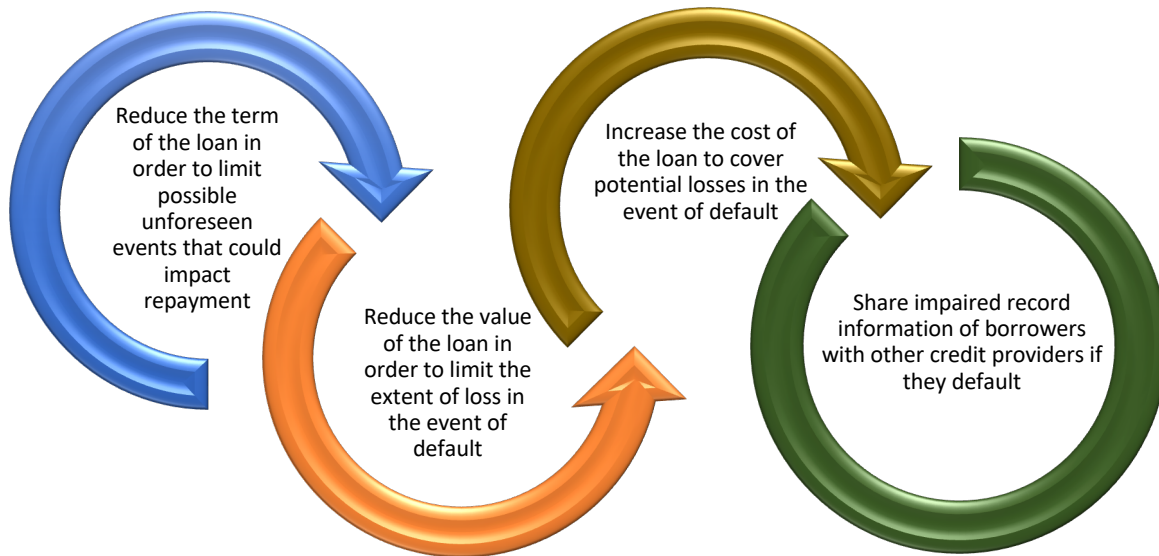 Reduce the term
of the loan in
order to limit
possible
unforeseen
events that could
impact
repayment
Reduce the value
of the loan in
order to limit the
extent of loss in
the event of
default
Increase the cost of
the loan to cover
potential losses in the
event of default
Share impaired record
information of borrowers
with other credit providers if
they default